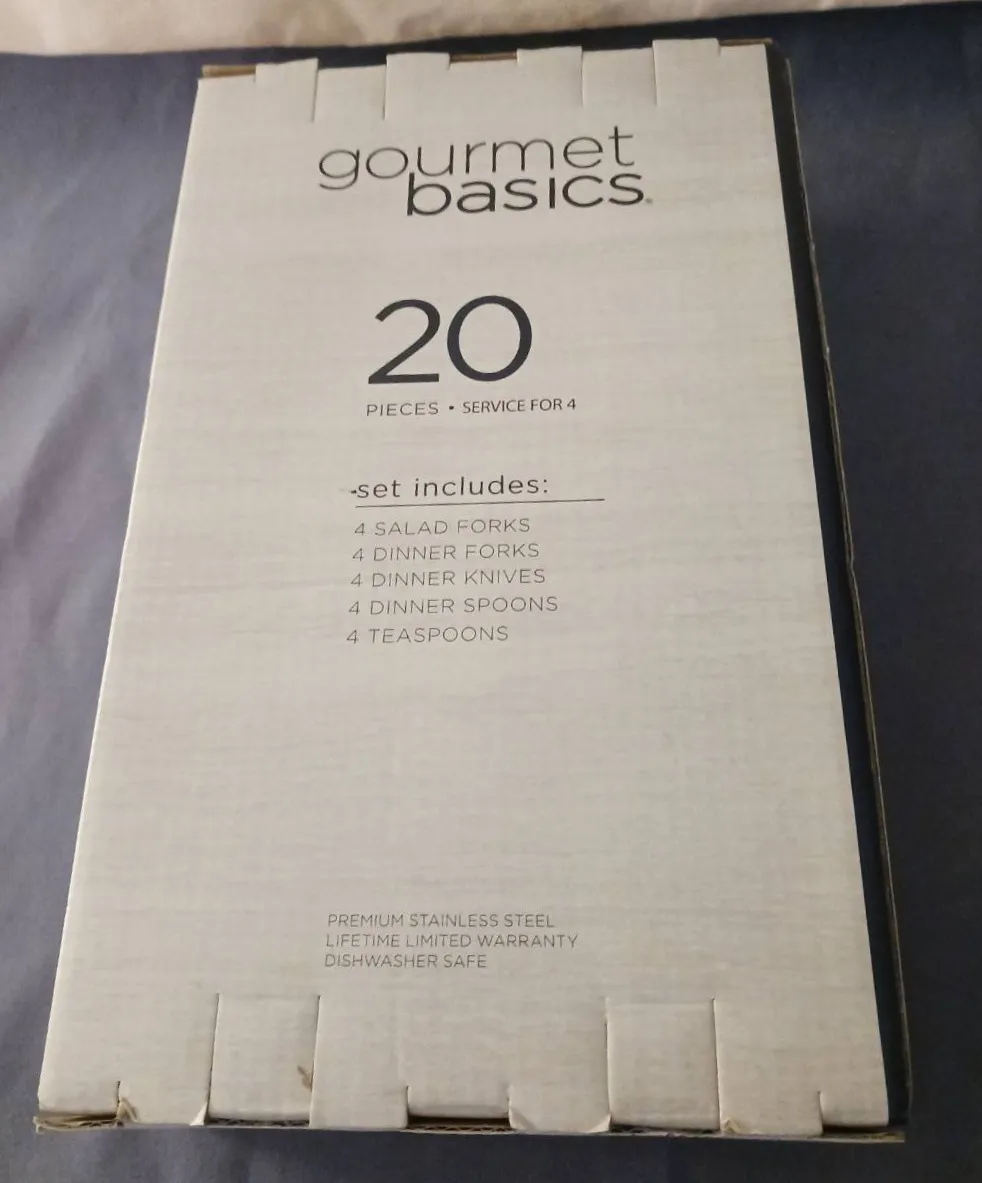 gourmet
basics®
20
PIECES • SERVICE FOR 4
-set includes:
4 SALAD FORKS
4 DINNER FORKS
4 DINNER KNIVES
4 DINNER SPOONS
4 TEASPOONS
PREMIUM STAINLESS STEEL
LIFETIME LIMITED WARRANTY
DISHWASHER SAFE